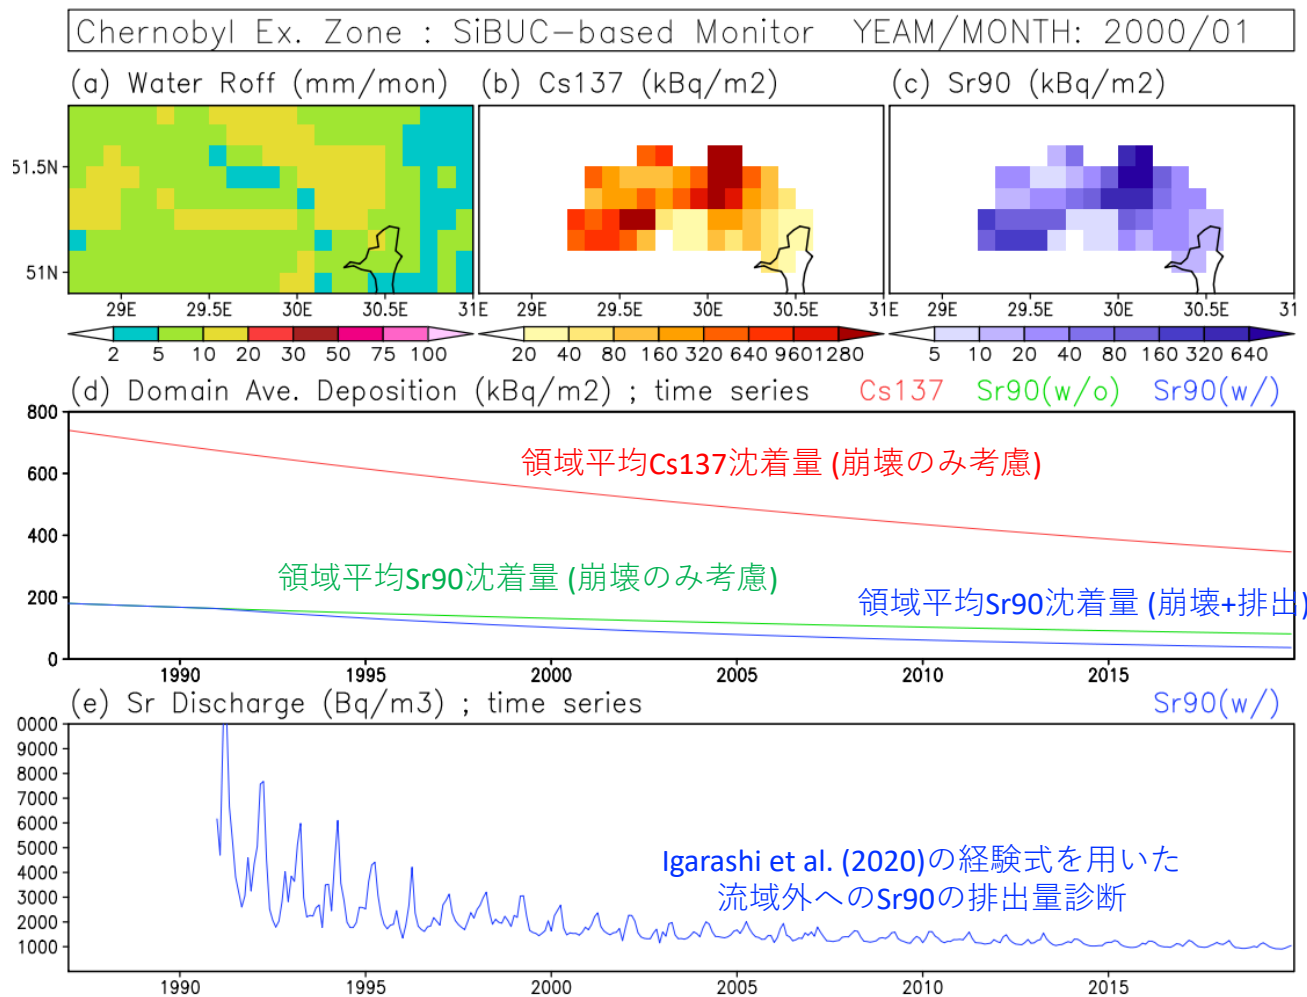 Chernobyl Ex. Zone : SiBUC-based Monitor YEAM/MONTH: 2000/01
(a) Water Roff (mm/mon) (b) Cs137 (kBq/m2) (c) Sr90 (kBq/m2)
51.5N
51N
29E 29.5E 30E 30.5E 31 29E 29.5E 30E 30.5E 31 29E 29.5E 30E 30.5E 31
2 5 10 20 30 50 75 100 20 40 80 160 320 640 960 1280 5 10 20 40 80 160 320 640
(d) Domain Ave. Deposition (kBq/m2) ; time series Cs137 Sr90(w/o) Sr90(w/)
800
領域平均Cs137沈着量 (崩壊のみ考慮)
600
400
領域平均Sr90沈着量 (崩壊のみ考慮)
200
領域平均Sr90沈着量 (崩壊+排出)
0
1990 1995 2000 2005 2010 2015
(e) Sr Discharge (Bq/m3) ; time series Sr90(w/)
0000
9000
8000
7000
6000
5000
4000
Igarashi et al. (2020)の経験式を用いた
3000
流域外へのSr90の排出量診断
2000
1000
1990 1995 2000 2005 2010 2015